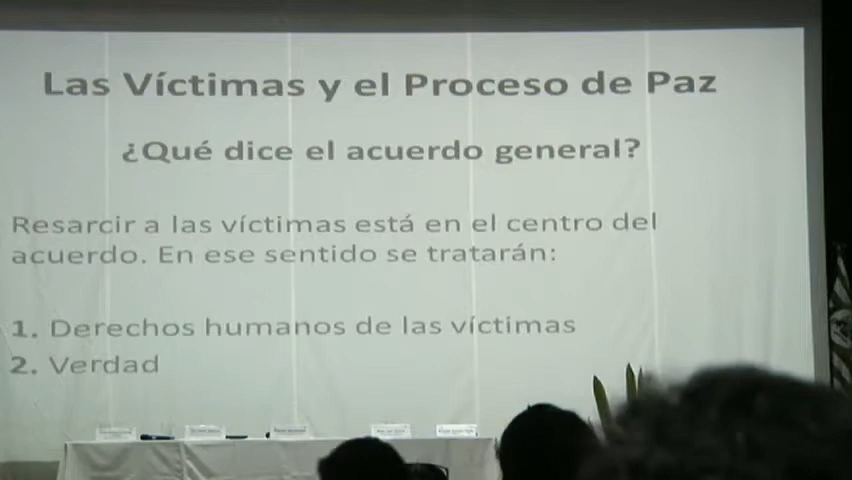 Las Víctimas y el Proceso de Paz
¿Qué dice el acuerdo general?
Resarcir a las víctimas está en el centro del
acuerdo. En ese sentido se tratarán:
1. Derechos humanos de las víctimas
2. Verdad